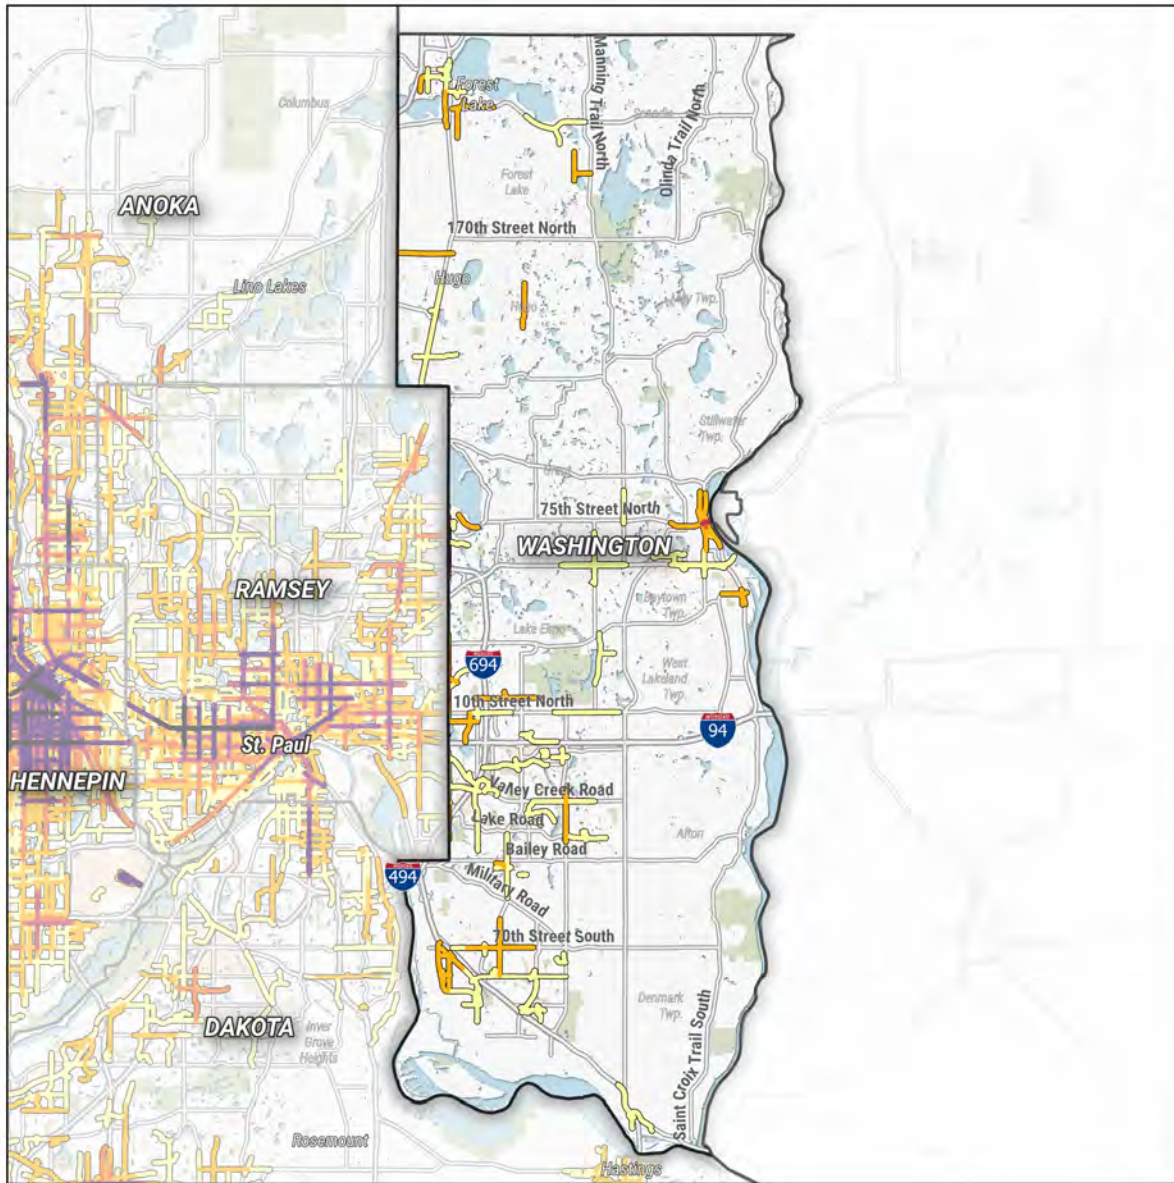 Manning Trail North
Forest
Lake
Columbus
Olinda Trail North
Forest
Lake
ANOKA
170th Street North
Hugo
Lino Lakes
Hugo
Twp.
Stillwater
Twp.
Grant
75th Street North
WASHINGTON
RAMSEY
Baytown
Twp.
Lake Elmo
694
West
Lakeland
Twp.
10th Street North
94
St. Paul
HENNEPIN
Valley Creek Road
Lake Road
Afton
Bailey Road
494
Military Road
70th Street South
Denmark
Twp.
DAKOTA
Inver
Grove
Heights
Saint Croix Trail South
Rosemount
Hastings